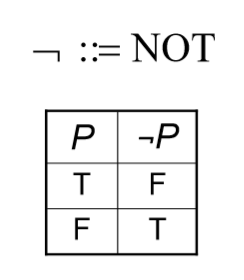 ¬ ::= NOT
P ¬P
T F
F T